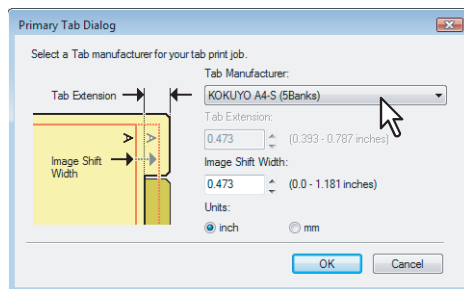 Primary Tab Dialog
Select a Tab manufacturer for your tab print job.
Tab Manufacturer:
Tab Extension
KOKUYO A4-S (5Banks)
Tab Extension:
0.473 (0.393 - 0.787 inches)
Image Shift Width
Image Shift Width:
0.473 (0.0 - 1.181 inches)
Units:
inch mm
OK Cancel
A A